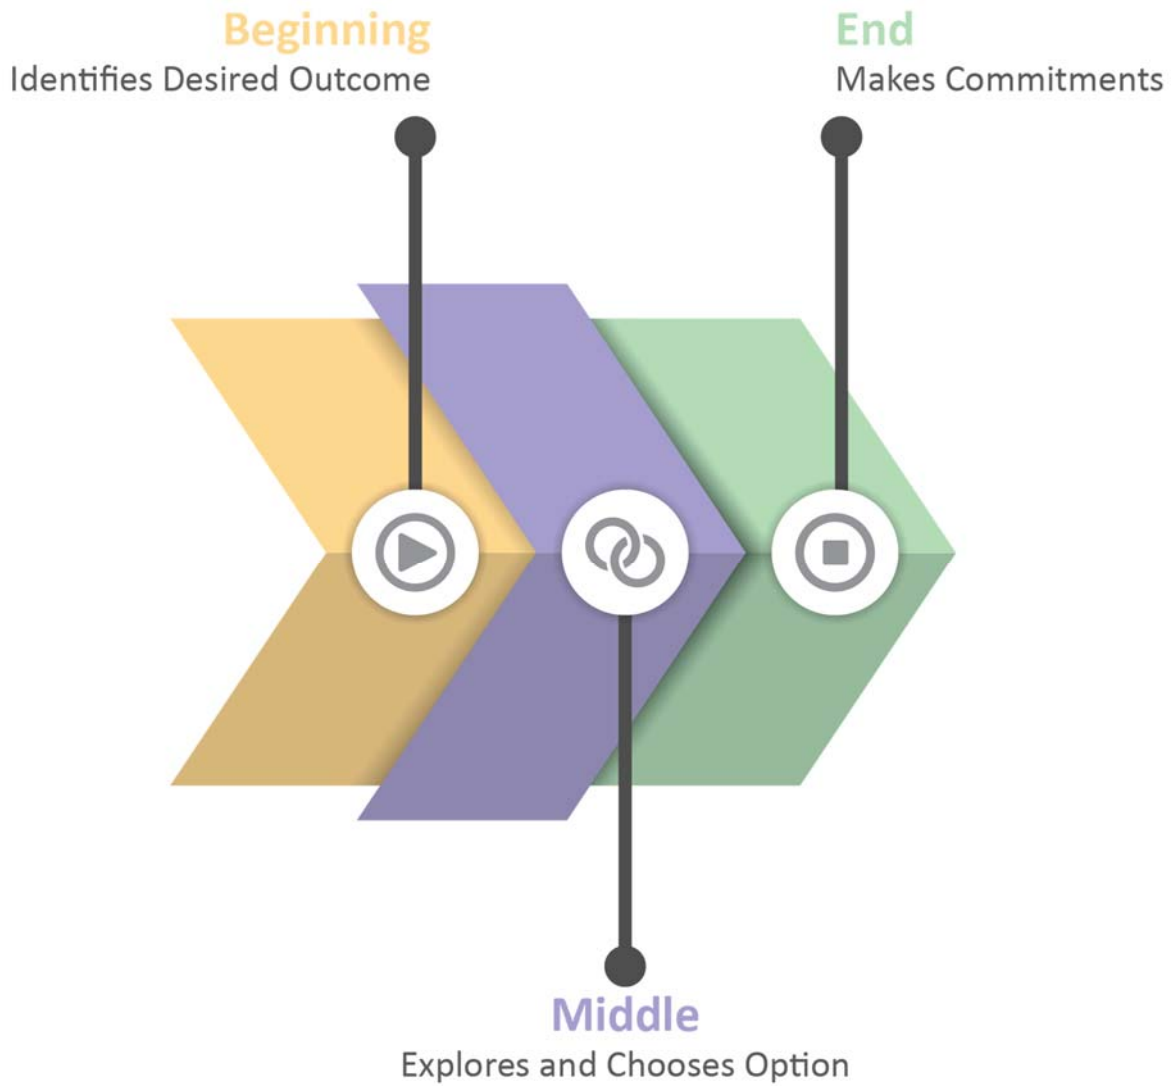 Beginning
Identifies Desired Outcome
End
Makes Commitments
Middle
Explores and Chooses Option